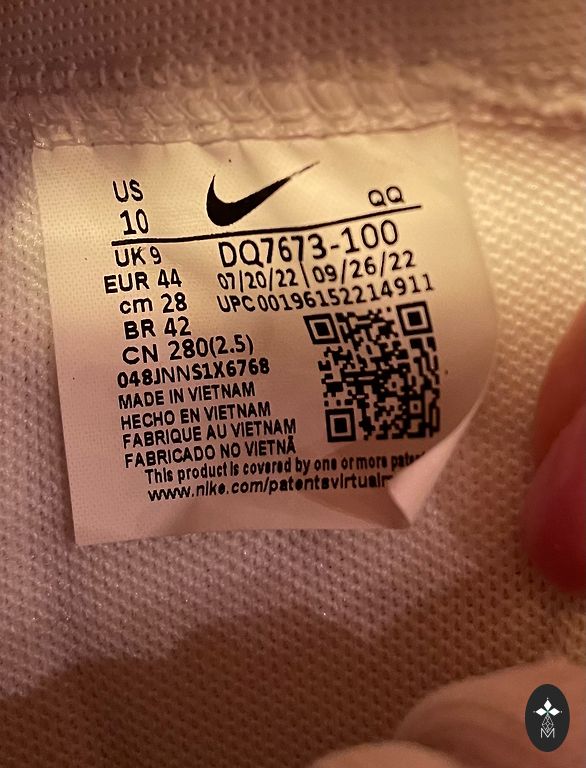 US
10
QQ
UK 9
DQ7673-100
EUR 44
07/20/22 | 09/26/22
cm 28
UPC 00196152214911
BR 42
CN 280(2.5)
048JNNS1X6768
MADE IN VIETNAM
HECHO EN VIETNAM
FABRIQUE AU VIETNAM
FABRICADO NO VIETNÃ
This product is covered by one or more
www.nike.com/patents
M